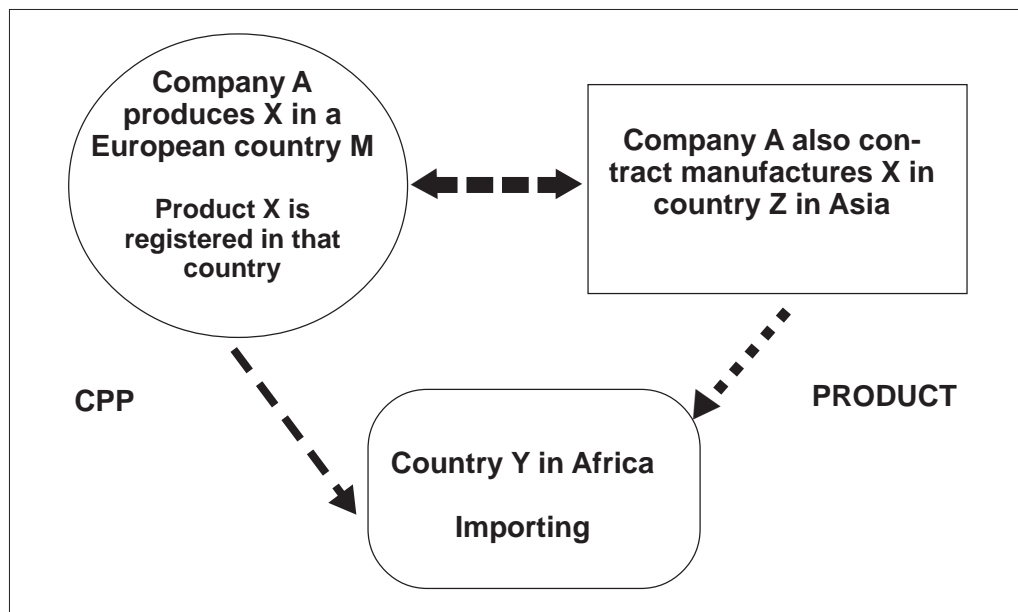 Company A
produces X in a
European country M
Product X is
registered in that
country
Company A also con-
tract manufactures X in
country Z in Asia
CPP
PRODUCT
Country Y in Africa
Importing